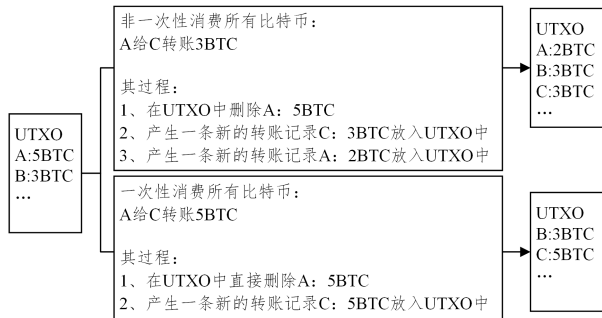 UTXO
A:5BTC
B:3BTC
…
非一次性消费所有比特币：
A给C转账3BTC
其过程：
1、在UTXO中删除A：5BTC
2、产生一条新的转账记录C：3BTC放入UTXO中
3、产生一条新的转账记录A：2BTC放入UTXO中
UTXO
A:2BTC
B:3BTC
C:3BTC
…
一次性消费所有比特币：
A给C转账5BTC
其过程：
1、在UTXO中直接删除A：5BTC
2、产生一条新的转账记录C：5BTC放入UTXO中
UTXO
B:3BTC
C:5BTC
…